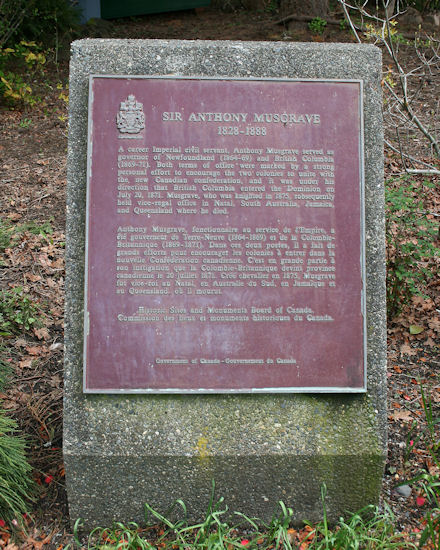 SIR ANTHONY MUSGRAVE
1828-1888
A career Imperial civil servant, Anthony Musgrave served as
governor of Newfoundland (1864-69) and British Columbia
(1869-71). Both terms of office were marked by a strong
personal effort to encourage the two colonies to unite with
the new Canadian confederation, and it was under his
direction that British Columbia entered the Dominion on
July 20, 1871. Musgrave, who was knighted in 1875, subsequently
held vice-regal office in Natal, South Australia, Jamaica,
and Queensland where he died.
Anthony Musgrave, fonctionnaire au service de l'Empire, a
été gouverneur de Terre-Neuve (1864-1869) et de la Colombie-
Britannique (1869-1871). Dans ces deux postes, il a fait de
grands efforts pour encourager les colonies à entrer dans la
nouvelle Confédération canadienne. C'est en grande partie à
son instigation que la Colombie-Britannique devint province
canadienne le 20 juillet 1871. Créé chevalier en 1875, Musgrave
fut vice-roi au Natal, en Australie du Sud, en Jamaïque et
au Queensland, où il mourut.
Historic Sites and Monuments Board of Canada.
Commission des lieux et monuments historiques du Canada.
Government of Canada - Gouvernement du Canada